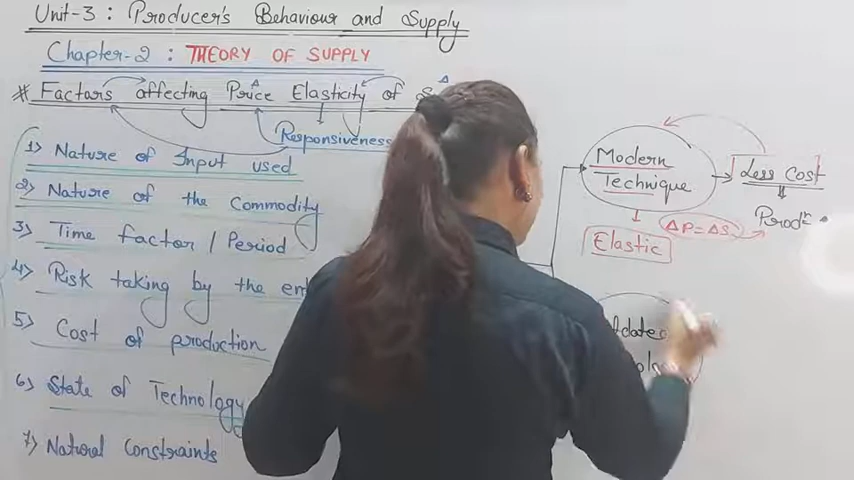 Unit-3 : Producer's Behaviour and Supply
Chapter-2 : THEORY OF SUPPLY
# Factors affecting Price Elasticity of
Responsiveness
1) Nature of Input used
2) Nature of the Commodity
3) Time factor / Period
4) Risk taking by the
5) Cost of production
6) State of Technology
7) Natural Constraints
Modern
Technique
Less Cost
Prodn
Elastic
ΔP = ΔS